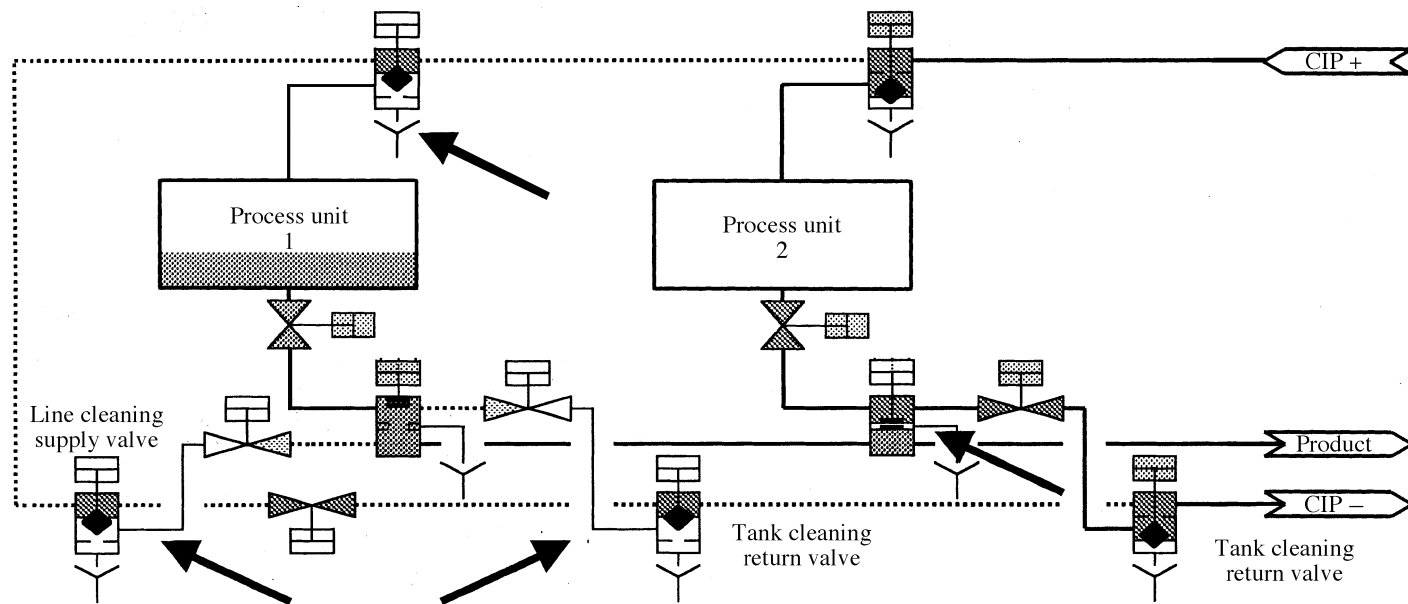 CIP +
Process unit
1
Process unit
2
Line cleaning
supply valve
Product
CIP –
Tank cleaning
return valve
Tank cleaning
return valve